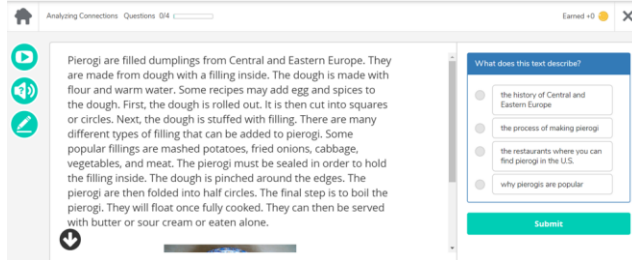 Analyzing Connections Questions 0/4
Earned +0
Pierogi are filled dumplings from Central and Eastern Europe. They
are made from dough with a filling inside. The dough is made with
flour and warm water. Some recipes may add egg and spices to
the dough. First, the dough is rolled out. It is then cut into squares
or circles. Next, the dough is stuffed with filling. There are many
different types of filling that can be added to pierogi. Some
popular fillings are mashed potatoes, fried onions, cabbage,
vegetables, and meat. The pierogi must be sealed in order to hold
the filling inside. The dough is pinched around the edges. The
pierogi are then folded into half circles. The final step is to boil the
pierogi. They will float once fully cooked. They can then be served
with butter or sour cream or eaten alone.
What does this text describe?
the history of Central and
Eastern Europe
the process of making pierogi
the restaurants where you can
find pierogi in the U.S.
why pierogis are popular
Submit